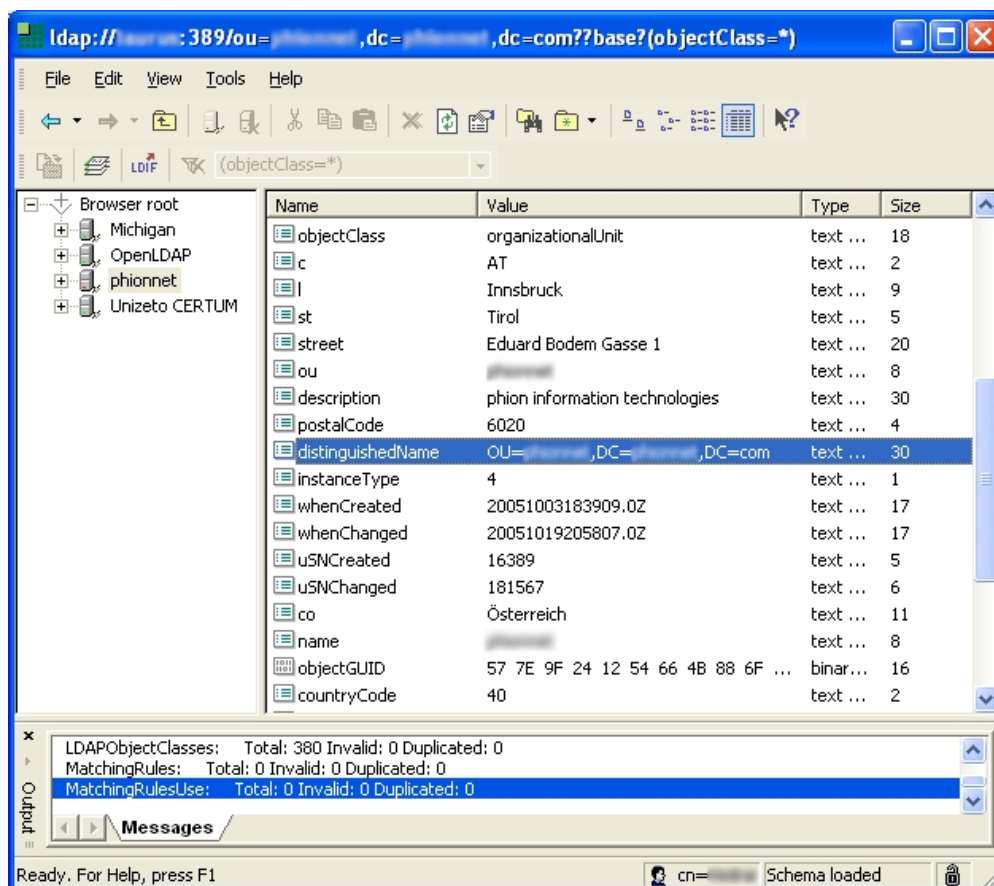 ldap:// :389/ou= ,dc= ,dc=com??base?(objectClass=*)
File Edit View Tools Help
LDIF (objectClass=*)
Browser root
Michigan
OpenLDAP
phionnet
Unizeto CERTUM
Name Value Type Size
objectClass organizationalUnit text ... 18
c AT text ... 2
l Innsbruck text ... 9
st Tirol text ... 5
street Eduard Bodem Gasse 1 text ... 20
ou text ... 8
description phion information technologies text ... 30
postalCode 6020 text ... 4
distinguishedName OU= ,DC= ,DC=com text ... 30
instanceType 4 text ... 1
whenCreated 20051003183909.0Z text ... 17
whenChanged 20051019205807.0Z text ... 17
uSNCreated 16389 text ... 5
uSNChanged 181567 text ... 6
co Österreich text ... 11
name text ... 8
objectGUID 57 7E 9F 24 12 54 66 4B 88 6F ... binar... 16
countryCode 40 text ... 2
Output
LDAPObjectClasses: Total: 380 Invalid: 0 Duplicated: 0
MatchingRules: Total: 0 Invalid: 0 Duplicated: 0
MatchingRulesUse: Total: 0 Invalid: 0 Duplicated: 0
Messages
Ready. For Help, press F1 cn= Schema loaded